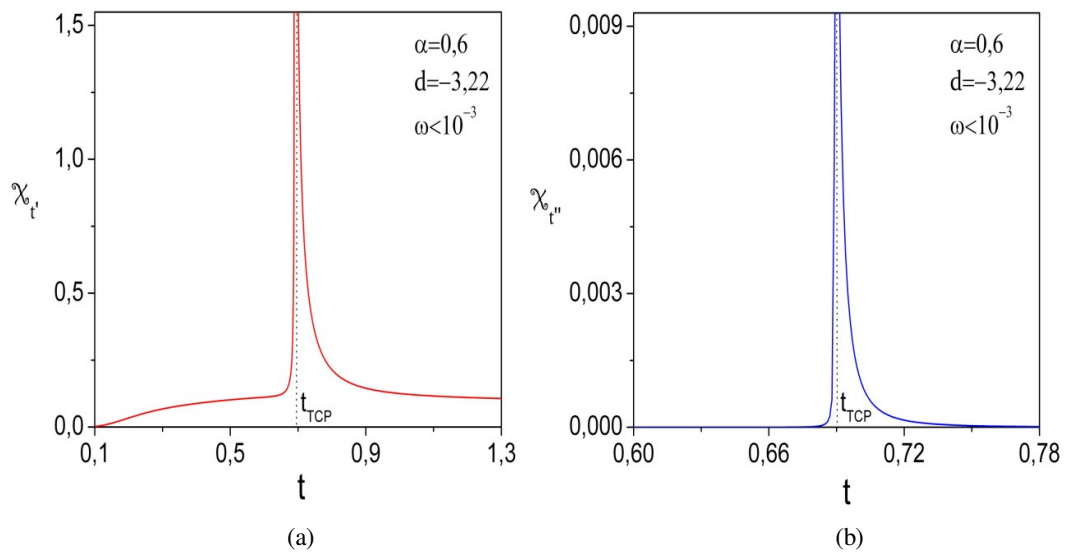 1,5
1,0
0,5
0,0
χt'
α=0,6
d=−3,22
ω<10⁻³
tTCP
0,1
0,5
0,9
1,3
t
(a)
0,009
0,006
0,003
0,000
χt''
α=0,6
d=−3,22
ω<10⁻³
tTCP
0,60
0,66
0,72
0,78
t
(b)